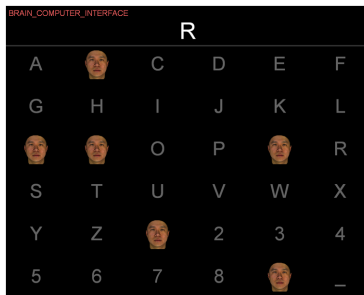 BRAIN_COMPUTER_INTERFACE
R
A C D E F
G H I J K L
O P R
S T U V W X
Y Z 2 3 4
5 6 7 8 _